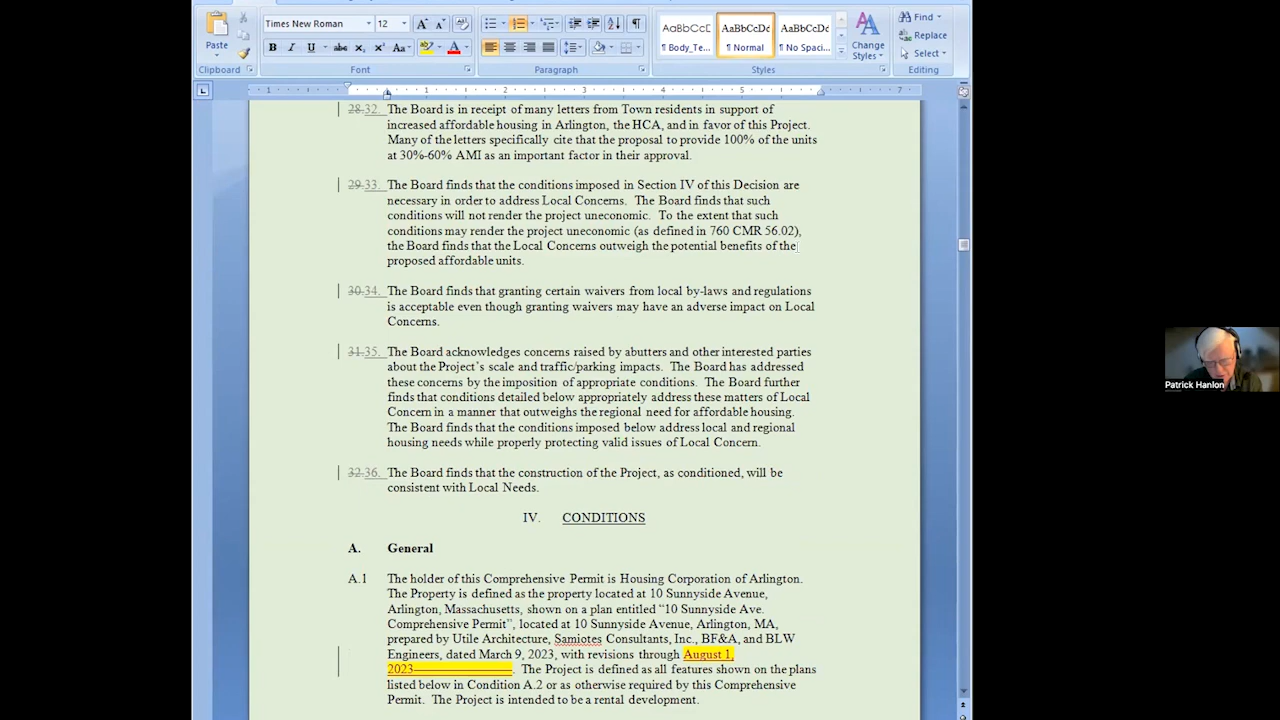 Times New Roman
12
Paste
AaBbCcDd
AaBbCcDd
AaBbCcDd
¶ Body_Te...
¶ Normal
¶ No Spaci...
Change
Styles
Find
Replace
Select
Clipboard
Font
Paragraph
Styles
Editing
28.32. The Board is in receipt of many letters from Town residents in support of
increased affordable housing in Arlington, the HCA, and in favor of this Project.
Many of the letters specifically cite that the proposal to provide 100% of the units
at 30%-60% AMI as an important factor in their approval.
29.33. The Board finds that the conditions imposed in Section IV of this Decision are
necessary in order to address Local Concerns. The Board finds that such
conditions will not render the project uneconomic. To the extent that such
conditions may render the project uneconomic (as defined in 760 CMR 56.02),
the Board finds that the Local Concerns outweigh the potential benefits of the
proposed affordable units.
30.34. The Board finds that granting certain waivers from local by-laws and regulations
is acceptable even though granting waivers may have an adverse impact on Local
Concerns.
31.35. The Board acknowledges concerns raised by abutters and other interested parties
about the Project's scale and traffic/parking impacts. The Board has addressed
these concerns by the imposition of appropriate conditions. The Board further
finds that conditions detailed below appropriately address these matters of Local
Concern in a manner that outweighs the regional need for affordable housing.
The Board finds that the conditions imposed below address local and regional
housing needs while properly protecting valid issues of Local Concern.
32.36. The Board finds that the construction of the Project, as conditioned, will be
consistent with Local Needs.
IV. CONDITIONS
A. General
A.1 The holder of this Comprehensive Permit is Housing Corporation of Arlington.
The Property is defined as the property located at 10 Sunnyside Avenue,
Arlington, Massachusetts, shown on a plan entitled “10 Sunnyside Ave.
Comprehensive Permit”, located at 10 Sunnyside Avenue, Arlington, MA,
prepared by Utile Architecture, Samiotes Consultants, Inc., BF&A, and BLW
Engineers, dated March 9, 2023, with revisions through August 1,
2023 . The Project is defined as all features shown on the plans
listed below in Condition A.2 or as otherwise required by this Comprehensive
Permit. The Project is intended to be a rental development.
Patrick Hanlon